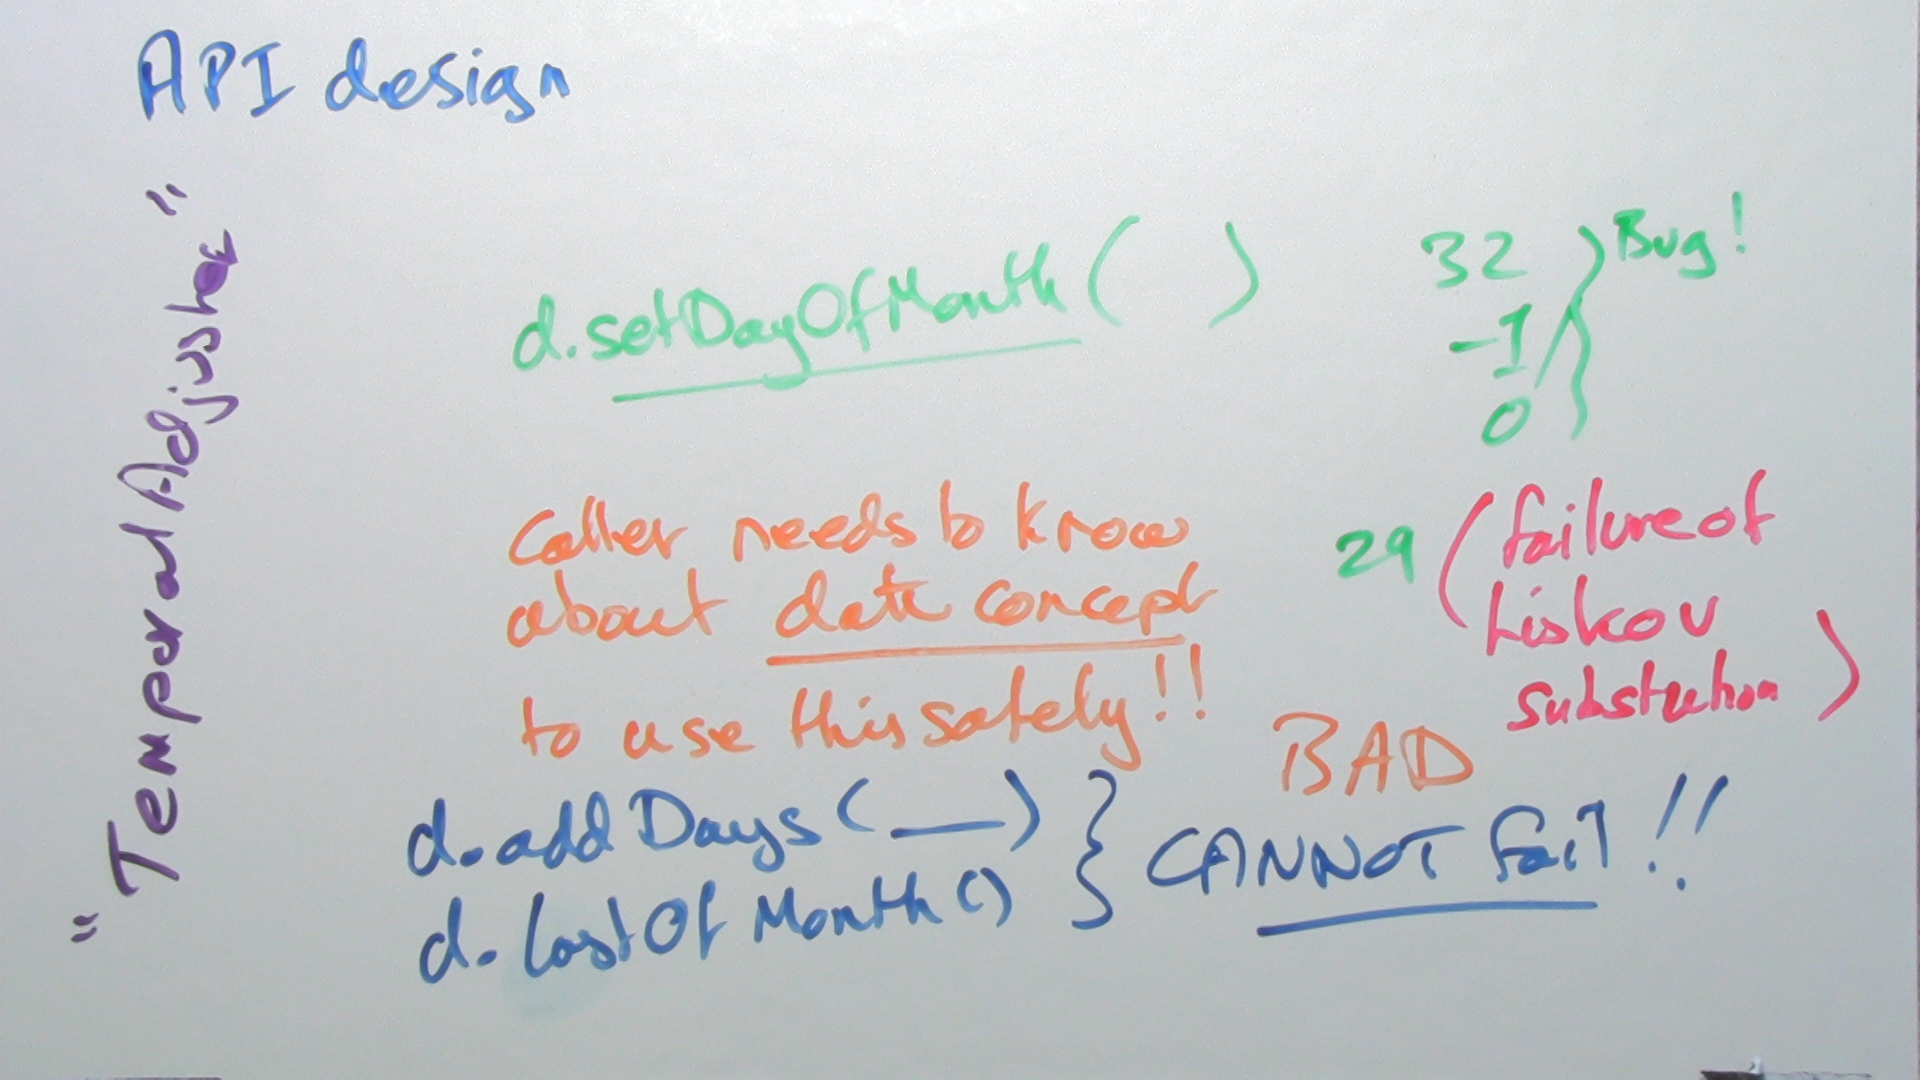 API design
"TemporalAdjuster"
d.setDayOfMonth( )
32
-1
0
Bug!
Caller needs to know
about date concept
to use this safely!!
29 (failure of
Liskov
substitution)
BAD
d.addDays(__)
d.lastOfMonth()
} CANNOT fail!!